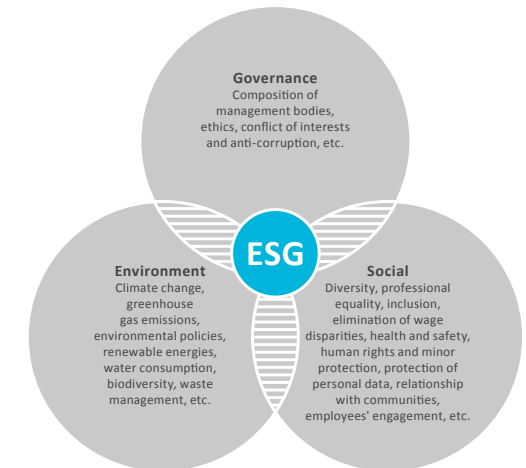 Governance
Composition of
management bodies,
ethics, conflict of interests
and anti-corruption, etc.
ESG
Environment
Climate change,
greenhouse
gas emissions,
environmental policies,
renewable energies,
water consumption,
biodiversity, waste
management, etc.
Social
Diversity, professional
equality, inclusion,
elimination of wage
disparities, health and safety,
human rights and minor
protection, protection of
personal data, relationship
with communities,
employees' engagement, etc.